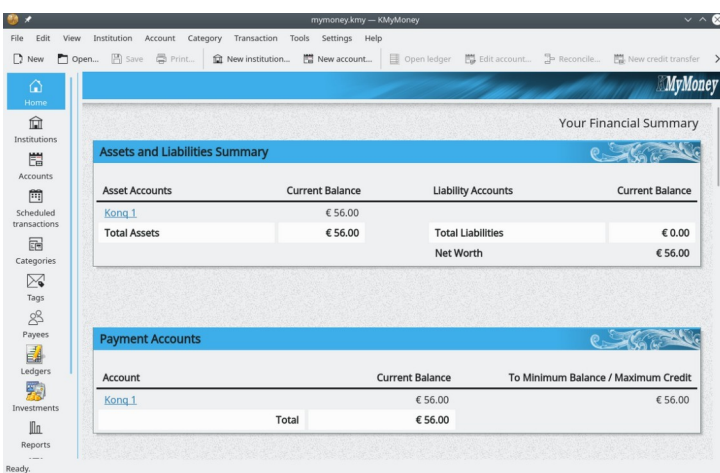 mymoney.kmy — KMyMoney
File Edit View Institution Account Category Transaction Tools Settings Help
New Open... Save Print... New institution... New account... Open ledger Edit account... Reconcile... New credit transfer
Home
Institutions
Accounts
Scheduled
transactions
Categories
Tags
Payees
Ledgers
Investments
Reports
KMyMoney
Your Financial Summary
Assets and Liabilities Summary
Asset Accounts Current Balance Liability Accounts Current Balance
Konq 1 € 56.00
Total Assets € 56.00 Total Liabilities € 0.00
Net Worth € 56.00
Payment Accounts
Account Current Balance To Minimum Balance / Maximum Credit
Konq 1 € 56.00 € 56.00
Total € 56.00
Ready.